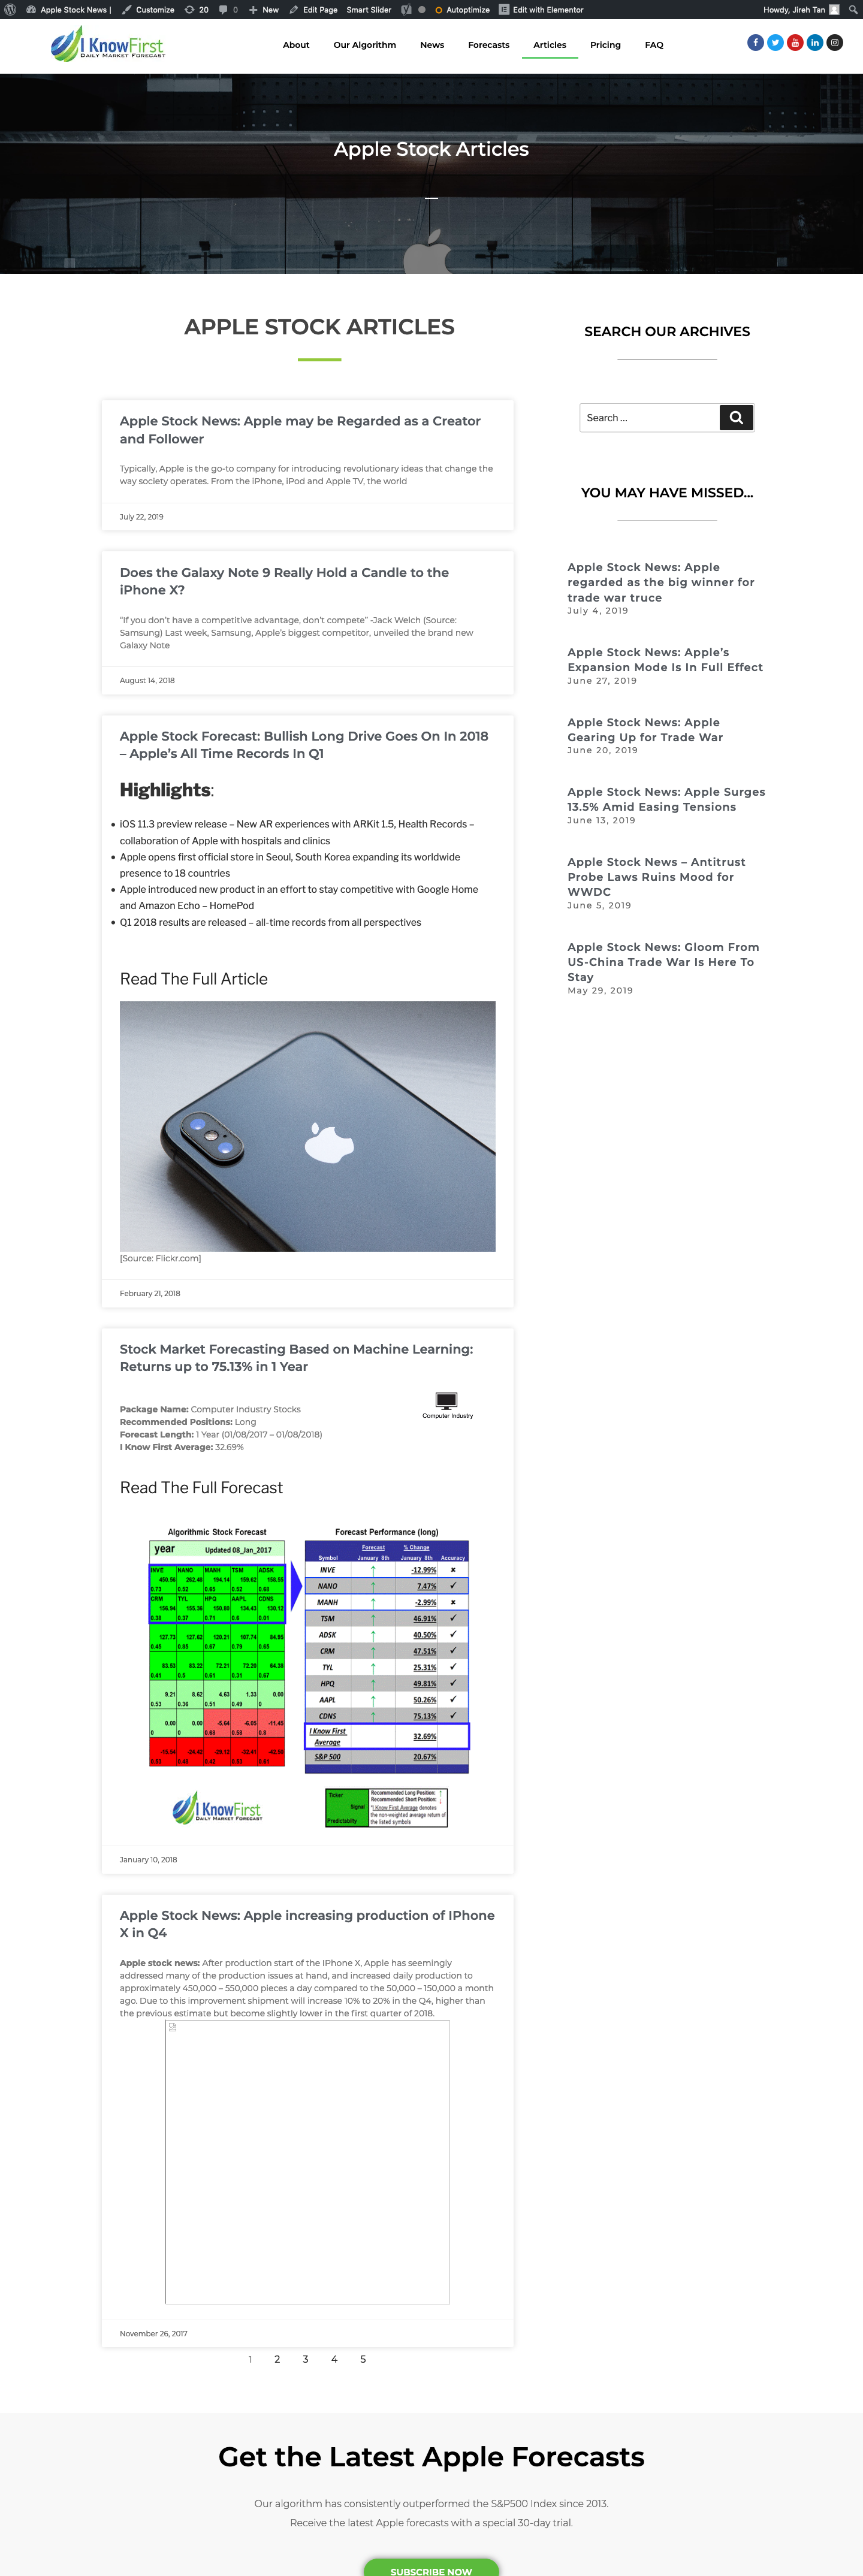 Apple Stock News |
Customize
20
0
New
Edit Page
Smart Slider
Autoptimize
Edit with Elementor
Howdy, Jireh Tan
I KnowFirst
DAILY MARKET FORECAST
About
Our Algorithm
News
Forecasts
Articles
Pricing
FAQ
Apple Stock Articles
APPLE STOCK ARTICLES
Apple Stock News: Apple may be Regarded as a Creator
and Follower
Typically, Apple is the go-to company for introducing revolutionary ideas that change the
way society operates. From the iPhone, iPod and Apple TV, the world
July 22, 2019
Does the Galaxy Note 9 Really Hold a Candle to the
iPhone X?
“If you don’t have a competitive advantage, don’t compete” -Jack Welch (Source:
Samsung) Last week, Samsung, Apple’s biggest competitor, unveiled the brand new
Galaxy Note
August 14, 2018
Apple Stock Forecast: Bullish Long Drive Goes On In 2018
– Apple’s All Time Records In Q1
Highlights:
iOS 11.3 preview release – New AR experiences with ARKit 1.5, Health Records –
collaboration of Apple with hospitals and clinics
Apple opens first official store in Seoul, South Korea expanding its worldwide
presence to 18 countries
Apple introduced new product in an effort to stay competitive with Google Home
and Amazon Echo – HomePod
Q1 2018 results are released – all-time records from all perspectives
Read The Full Article
[Source: Flickr.com]
February 21, 2018
Stock Market Forecasting Based on Machine Learning:
Returns up to 75.13% in 1 Year
Package Name: Computer Industry Stocks
Recommended Positions: Long
Forecast Length: 1 Year (01/08/2017 – 01/08/2018)
I Know First Average: 32.69%
Computer Industry
Read The Full Forecast
Algorithmic Stock Forecast
year Updated 08_Jan_2017
INVE NANO MANH TSM ADSK
CRM TYL HPQ AAPL CDNS
Forecast Performance (long)
Forecast % Change
Symbol January 8th January 8th Accuracy
INVE ↑ -12.99% ✗
NANO ↑ 7.47% ✓
MANH ↑ -2.99% ✗
TSM ↑ 46.91% ✓
ADSK ↑ 40.50% ✓
CRM ↑ 47.51% ✓
TYL ↑ 25.31% ✓
HPQ ↑ 49.81% ✓
AAPL ↑ 50.26% ✓
CDNS ↑ 75.13% ✓
I Know First
Average 32.69%
S&P 500 20.67%
I KnowFirst
DAILY MARKET FORECAST
Ticker
Signal
Predictability
Recommended Long Position: ↑
Recommended Short Position: ↓
"I Know First Average denotes
the non-weighted average return of
the listed symbols
January 10, 2018
Apple Stock News: Apple increasing production of IPhone
X in Q4
Apple stock news: After production start of the IPhone X, Apple has seemingly
addressed many of the production issues at hand, and increased daily production to
approximately 450,000 – 550,000 pieces a day compared to the 50,000 – 150,000 a month
ago. Due to this improvement shipment will increase 10% to 20% in the Q4, higher than
the previous estimate but become slightly lower in the first quarter of 2018.
November 26, 2017
1 2 3 4 5
SEARCH OUR ARCHIVES
Search ...
YOU MAY HAVE MISSED...
Apple Stock News: Apple
regarded as the big winner for
trade war truce
July 4, 2019
Apple Stock News: Apple’s
Expansion Mode Is In Full Effect
June 27, 2019
Apple Stock News: Apple
Gearing Up for Trade War
June 20, 2019
Apple Stock News: Apple Surges
13.5% Amid Easing Tensions
June 13, 2019
Apple Stock News – Antitrust
Probe Laws Ruins Mood for
WWDC
June 5, 2019
Apple Stock News: Gloom From
US-China Trade War Is Here To
Stay
May 29, 2019
Get the Latest Apple Forecasts
Our algorithm has consistently outperformed the S&P500 Index since 2013.
Receive the latest Apple forecasts with a special 30-day trial.
SUBSCRIBE NOW